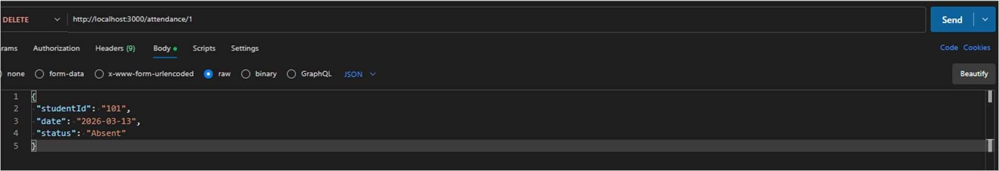 DELETE http://localhost:3000/attendance/1 Send
rams Authorization Headers (9) Body Scripts Settings Code Cookies
none form-data x-www-form-urlencoded raw binary GraphQL JSON Beautify
1 {
2 "studentId": "101",
3 "date": "2026-03-13",
4 "status": "Absent"
5 }